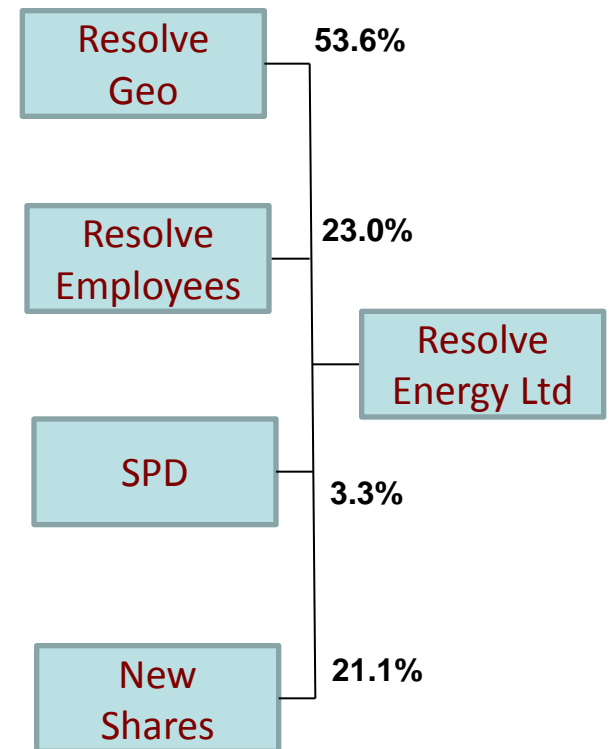 Resolve
Geo
53.6%
Resolve
Employees
23.0%
Resolve
Energy Ltd
SPD
3.3%
New
Shares
21.1%